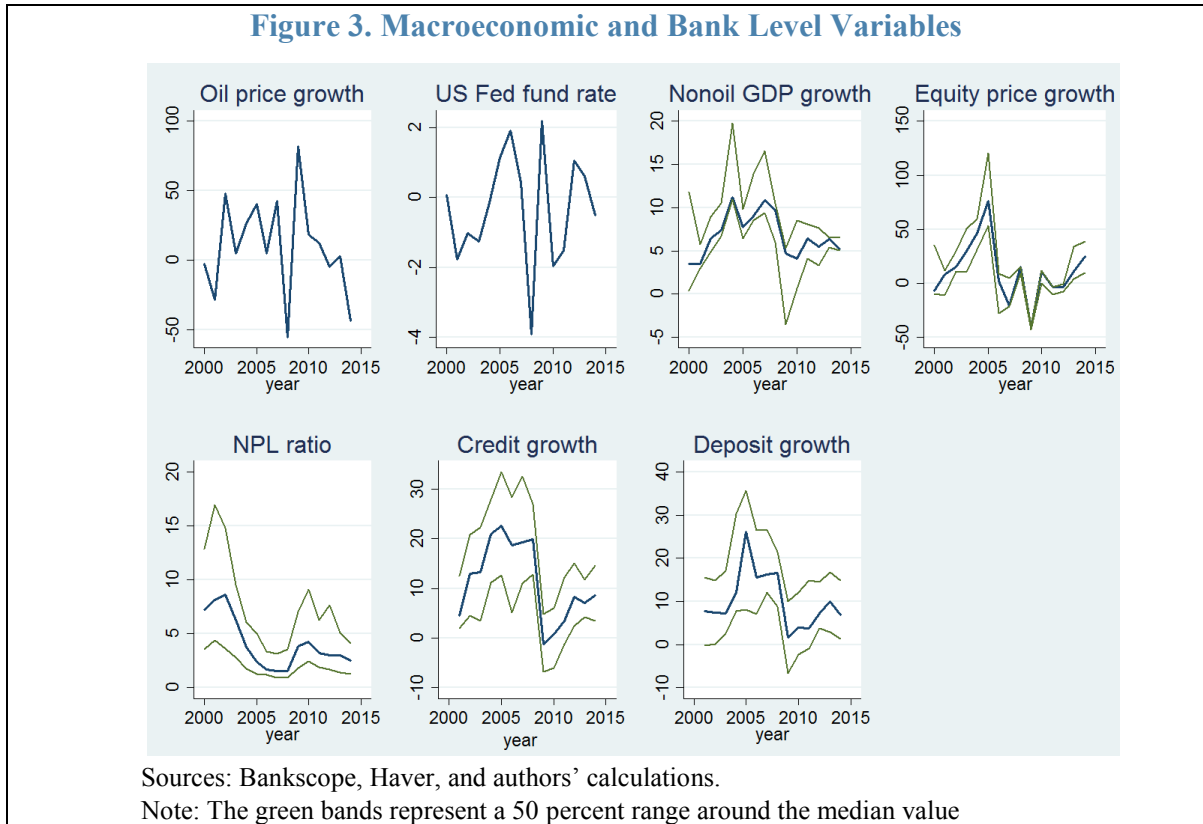 Figure 3. Macroeconomic and Bank Level Variables
Oil price growth
100
50
0
-50
2000 2005 2010 2015
year
US Fed fund rate
2
0
-2
-4
2000 2005 2010 2015
year
Nonoil GDP growth
20
15
10
5
0
-5
2000 2005 2010 2015
year
Equity price growth
150
100
50
0
-50
2000 2005 2010 2015
year
NPL ratio
20
15
10
5
0
2000 2005 2010 2015
year
Credit growth
30
20
10
0
-10
2000 2005 2010 2015
year
Deposit growth
40
30
20
10
0
-10
2000 2005 2010 2015
year
Sources: Bankscope, Haver, and authors’ calculations.
Note: The green bands represent a 50 percent range around the median value